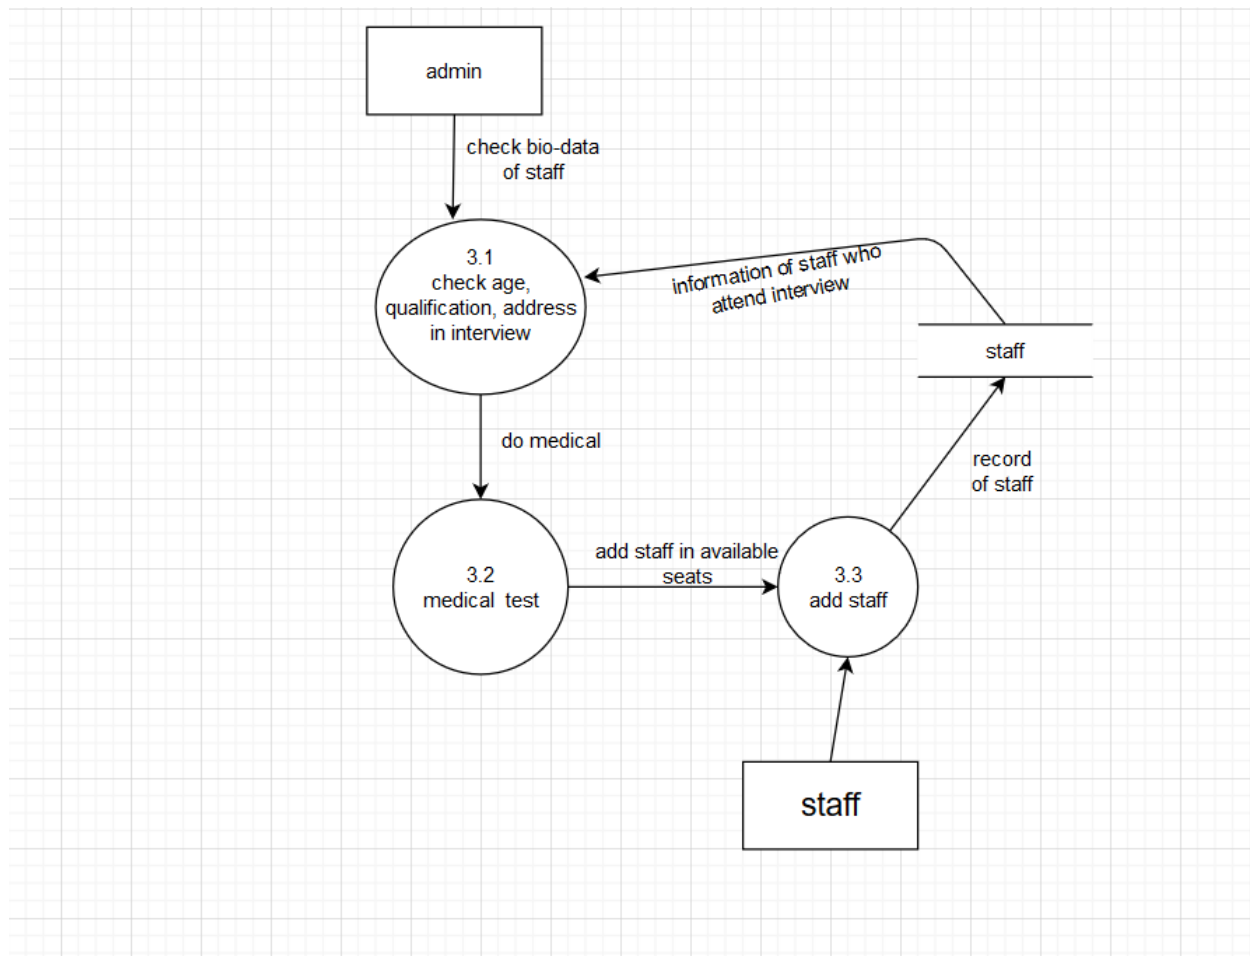 admin
check bio-data
of staff
3.1
check age,
qualification, address
in interview
information of staff who
attend interview
staff
do medical
record
of staff
add staff in available
seats
3.2
medical test
3.3
add staff
staff